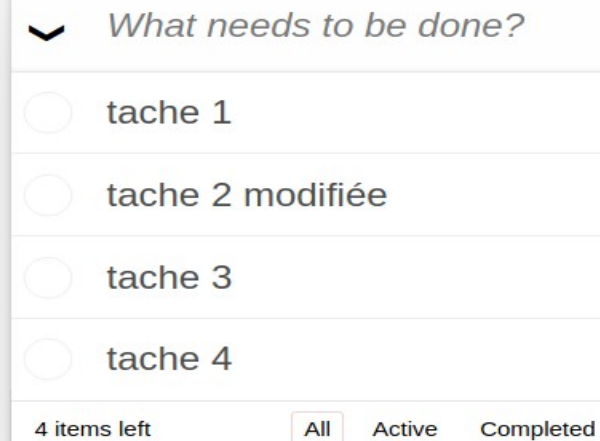 What needs to be done?
tache 1
tache 2 modifiée
tache 3
tache 4
4 items left All Active Completed